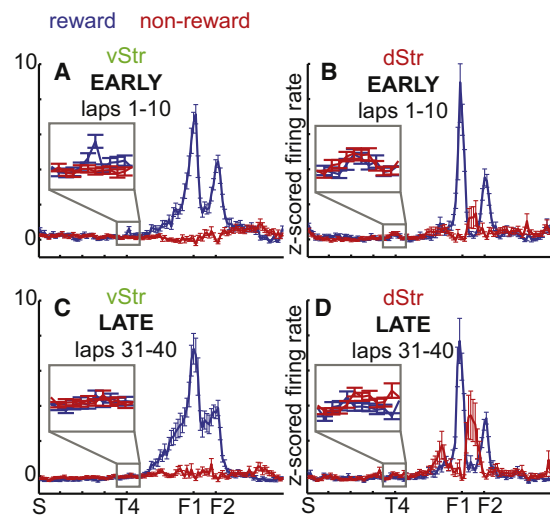 reward non-reward
A
vStr
EARLY
laps 1-10
10
0
B
dStr
EARLY
laps 1-10
z-scored firing rate
C
vStr
LATE
laps 31-40
10
0
S T4 F1 F2
D
dStr
LATE
laps 31-40
z-scored firing rate
S T4 F1 F2